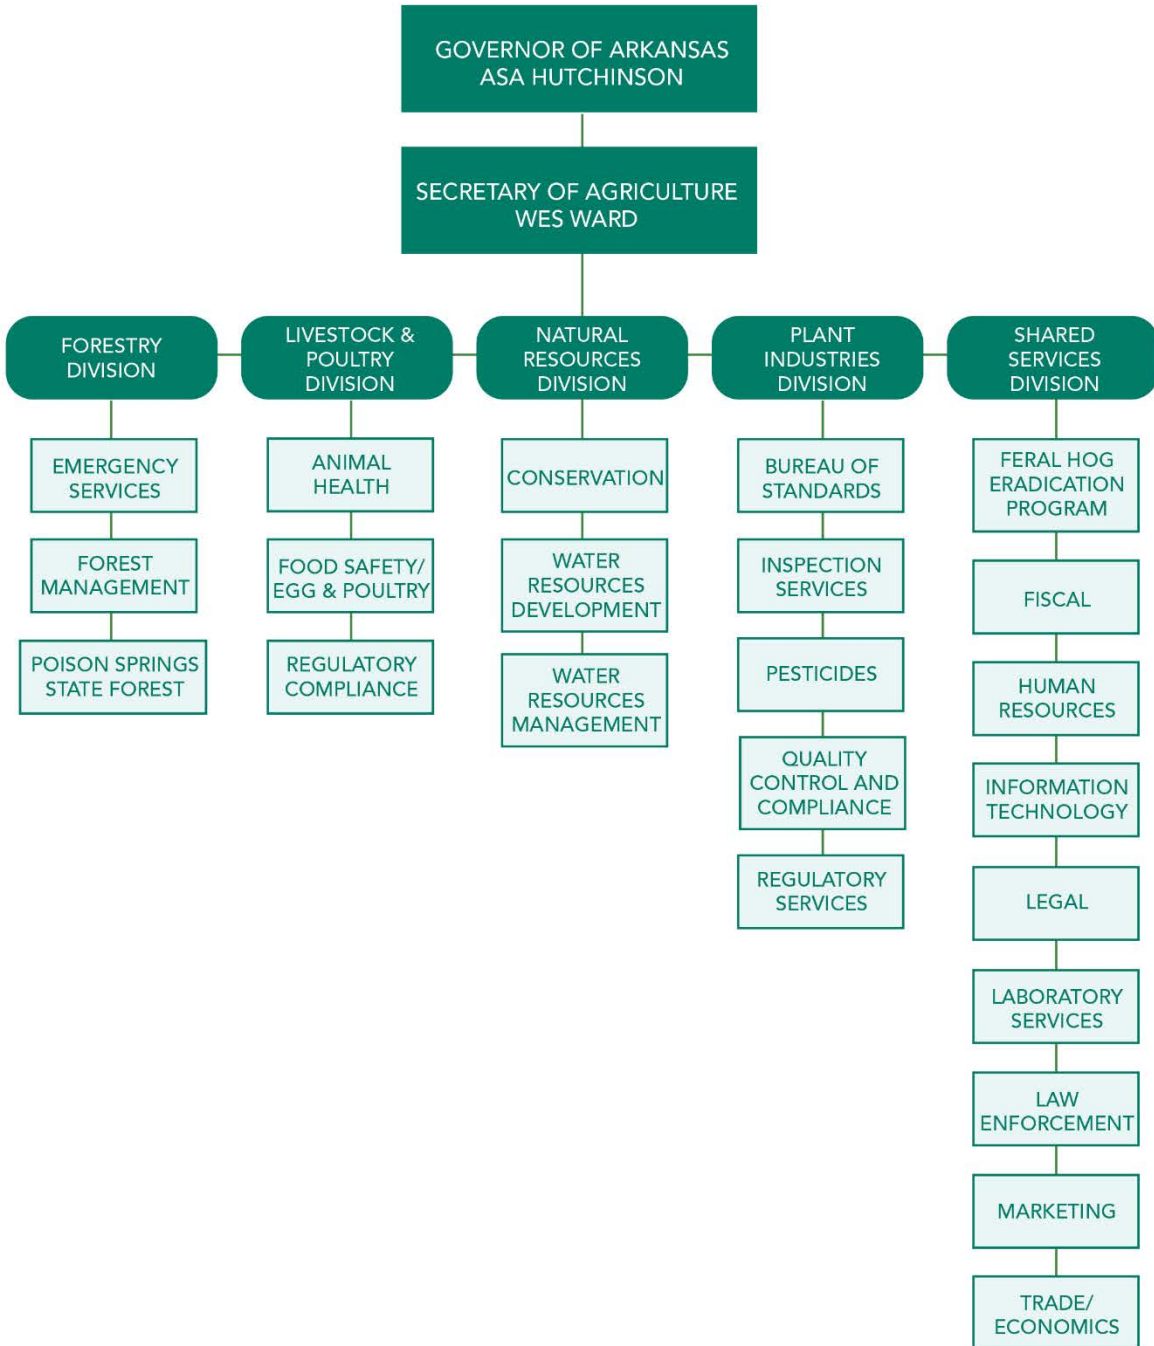 GOVERNOR OF ARKANSAS
ASA HUTCHINSON
SECRETARY OF AGRICULTURE
WES WARD
FORESTRY
DIVISION
EMERGENCY
SERVICES
FOREST
MANAGEMENT
POISON SPRINGS
STATE FOREST
LIVESTOCK &
POULTRY
DIVISION
ANIMAL
HEALTH
FOOD SAFETY/
EGG & POULTRY
REGULATORY
COMPLIANCE
NATURAL
RESOURCES
DIVISION
CONSERVATION
WATER
RESOURCES
DEVELOPMENT
WATER
RESOURCES
MANAGEMENT
PLANT
INDUSTRIES
DIVISION
BUREAU OF
STANDARDS
INSPECTION
SERVICES
PESTICIDES
QUALITY
CONTROL AND
COMPLIANCE
REGULATORY
SERVICES
SHARED
SERVICES
DIVISION
FERAL HOG
ERADICATION
PROGRAM
FISCAL
HUMAN
RESOURCES
INFORMATION
TECHNOLOGY
LEGAL
LABORATORY
SERVICES
LAW
ENFORCEMENT
MARKETING
TRADE/
ECONOMICS